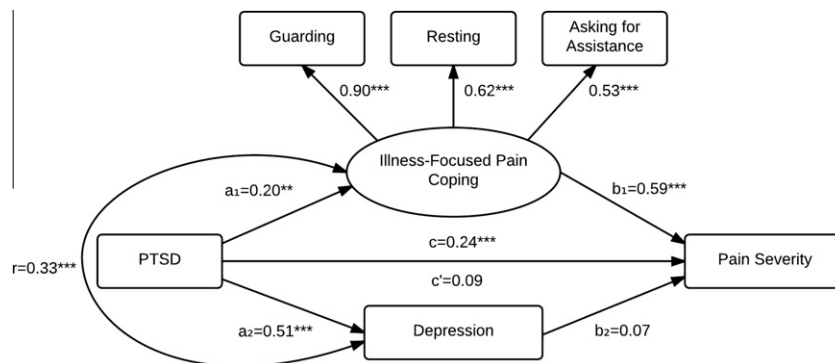 Guarding
Resting
Asking for
Assistance
0.90***
0.62***
0.53***
Illness-Focused Pain
Coping
a₁=0.20**
b₁=0.59***
c=0.24***
r=0.33***
PTSD
Pain Severity
c'=0.09
a₂=0.51***
Depression
b₂=0.07